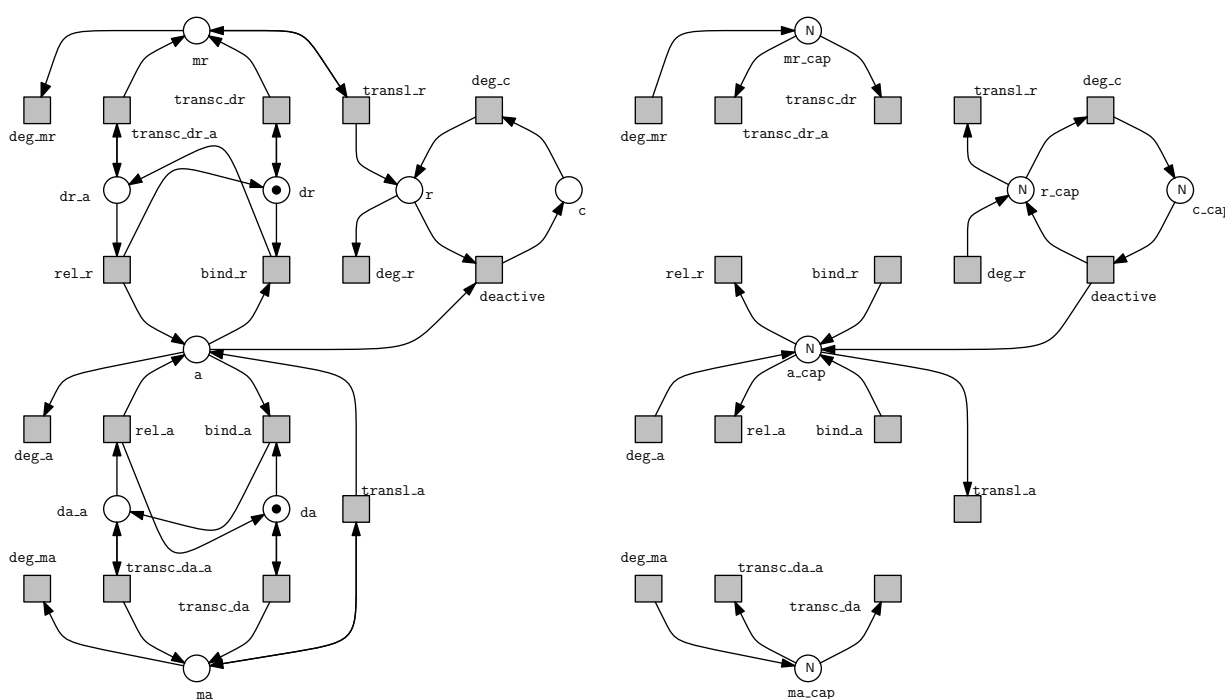 mr
transc_dr
transl_r
deg_c
deg_mr
transc_dr_a
dr_a
dr
r
c
rel_r
bind_r
deg_r
deactive
a
rel_a
bind_a
deg_a
transl_a
da_a
da
deg_ma
transc_da_a
transc_da
ma
N
mr_cap
deg_c
transl_r
transc_dr
deg_mr
transc_dr_a
N
r_cap
N
c_cap
rel_r
bind_r
deg_r
deactive
N
a_cap
rel_a
bind_a
deg_a
transl_a
deg_ma
transc_da_a
transc_da
N
ma_cap